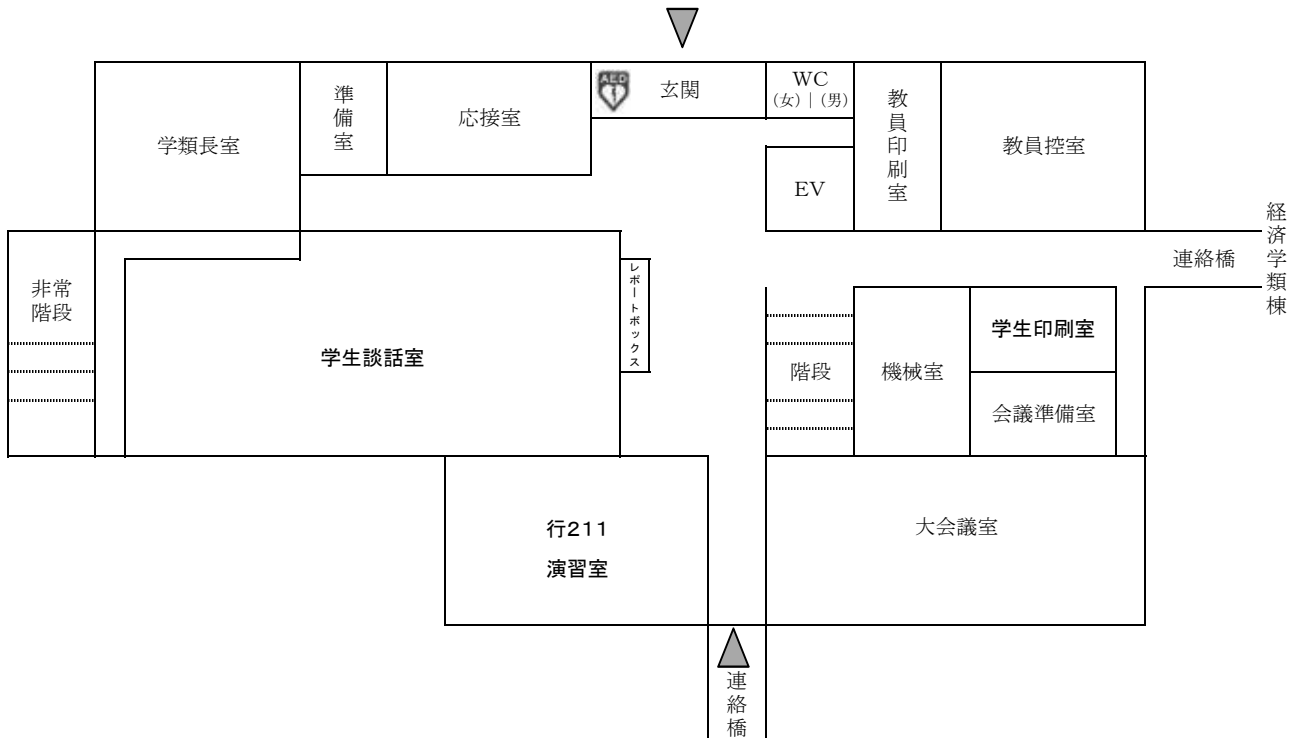 AED
玄関
WC
(女) | (男)
準備室
応接室
学類長室
教員印刷室
教員控室
EV
経済学類棟
連絡橋
非常
階段
レポートボックス
学生談話室
階段
機械室
学生印刷室
会議準備室
行211
演習室
大会議室
連絡橋